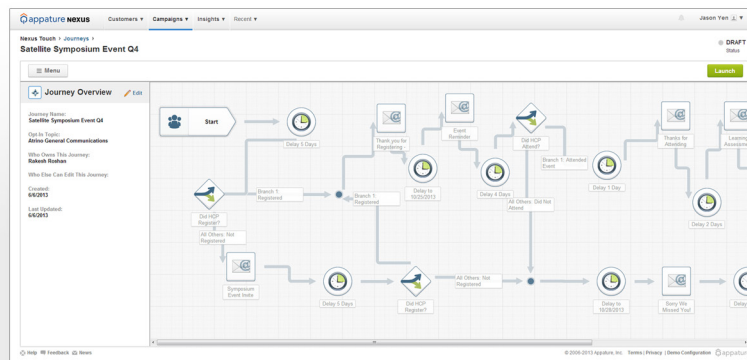 appature NEXUS
Customers ▾ Campaigns ▾ Insights ▾ Recent ▾
Jason Yen
Nexus Touch › Journeys ›
Satellite Symposium Event Q4
DRAFT
Status
Menu
Launch
Journey Overview
Edit
Journey Name:
Satellite Symposium Event Q4
Opt-In Topic:
Atrino General Communications
Who Owns This Journey:
Rakesh Roshan
Who Else Can Edit This Journey:
Created:
6/6/2013
Last Updated:
6/6/2013
Start
Delay 5 Days
Thank you for
Registering
Event
Reminder
Did HCP
Attend?
Branch 1: Attended
Event
Thanks for
Attending
Learning
Delay to
10/25/2013
Delay 4 Days
Delay 1 Day
Branch 1:
Registered
Branch 1:
Registered
All Others: Did Not
Attend
Did HCP
Register?
All Others: Not
Registered
Delay 2 Days
Symposium
Event Invite
Delay 5 Days
Did HCP
Register?
All Others: Not
Registered
Delay to
10/28/2013
Sorry We
Missed You!
Delay
Help Feedback News
© 2008-2013 Appature, Inc. Terms | Privacy | Demo Configuration appature